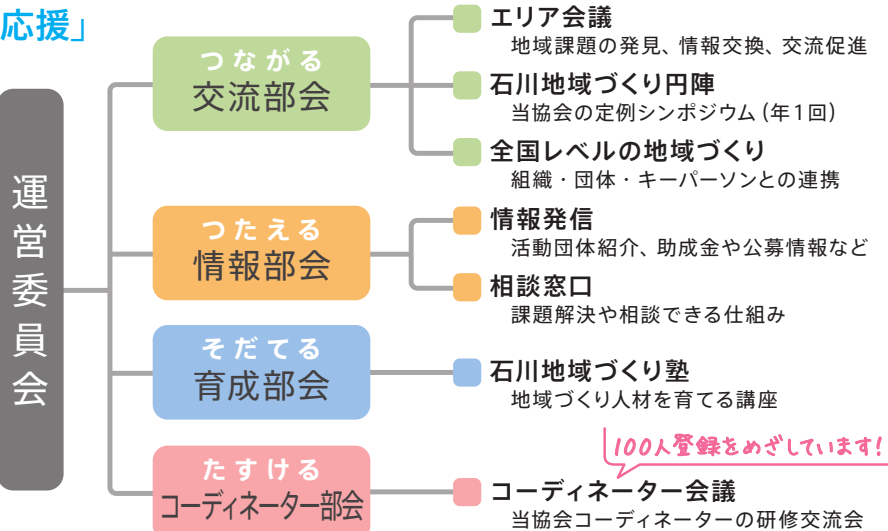 応援」
運営委員会
つながる
交流部会
エリア会議
地域課題の発見、情報交換、交流促進
石川地域づくり円陣
当協会の定例シンポジウム(年1回)
全国レベルの地域づくり
組織・団体・キーパーソンとの連携
つたえる
情報部会
情報発信
活動団体紹介、助成金や公募情報など
相談窓口
課題解決や相談できる仕組み
そだてる
育成部会
石川地域づくり塾
地域づくり人材を育てる講座
たすける
コーディネーター部会
100人登録をめざしています!
コーディネーター会議
当協会コーディネーターの研修交流会